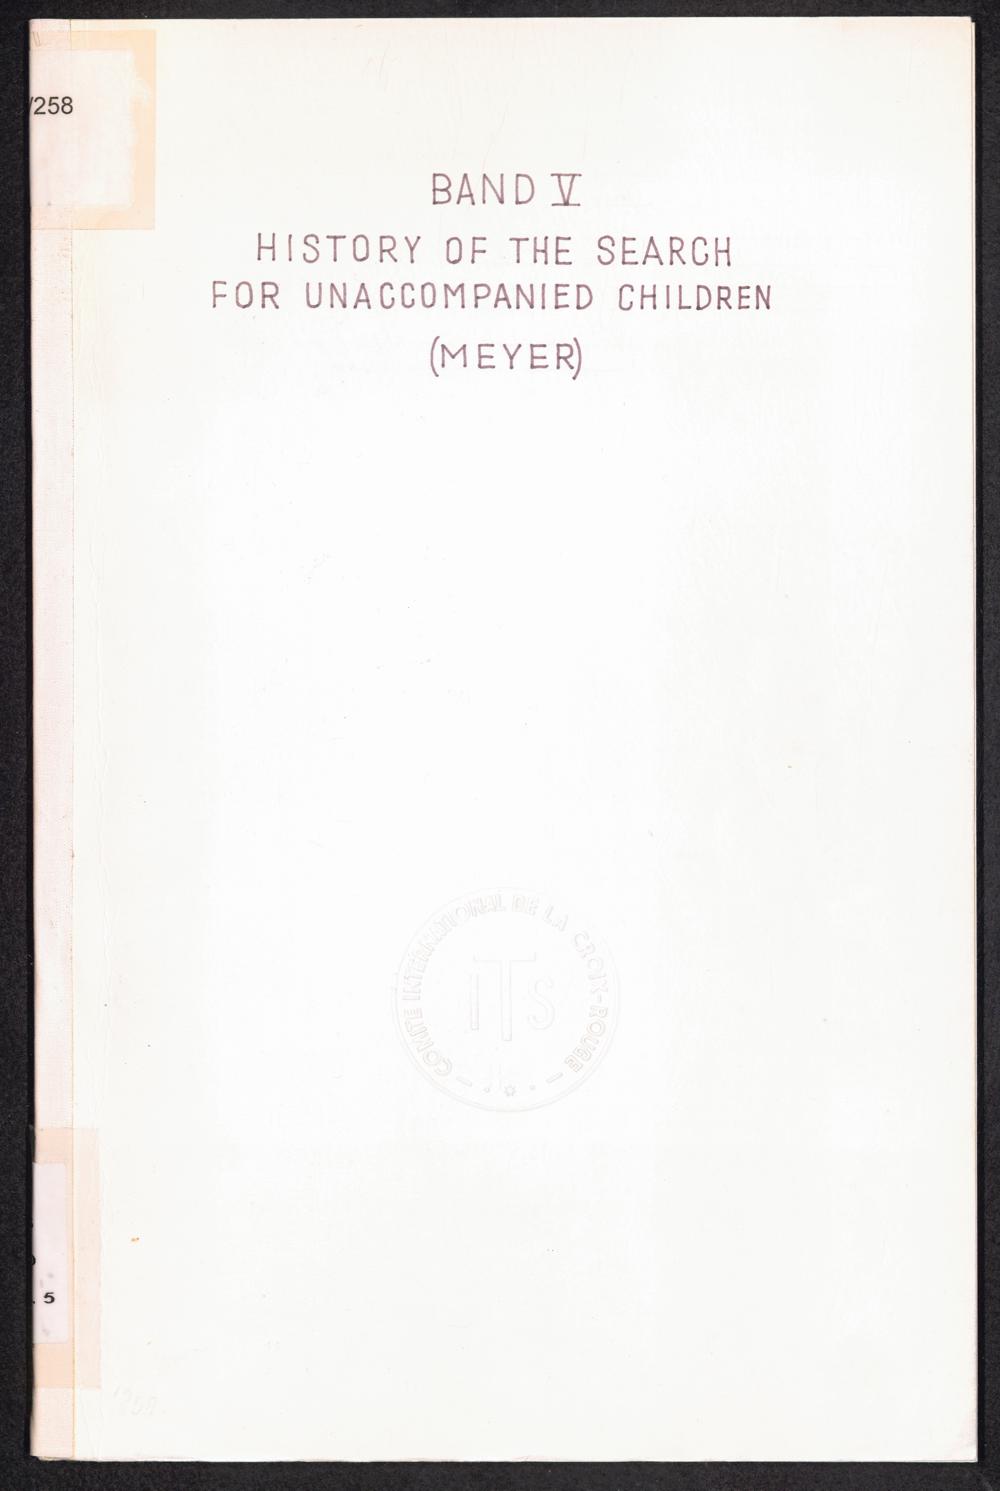 /258
BAND V
HISTORY OF THE SEARCH
FOR UNACCOMPANIED CHILDREN
(MEYER)
COMITE INTERNATIONAL DE LA CROIX-ROUGE
ITS
. 5